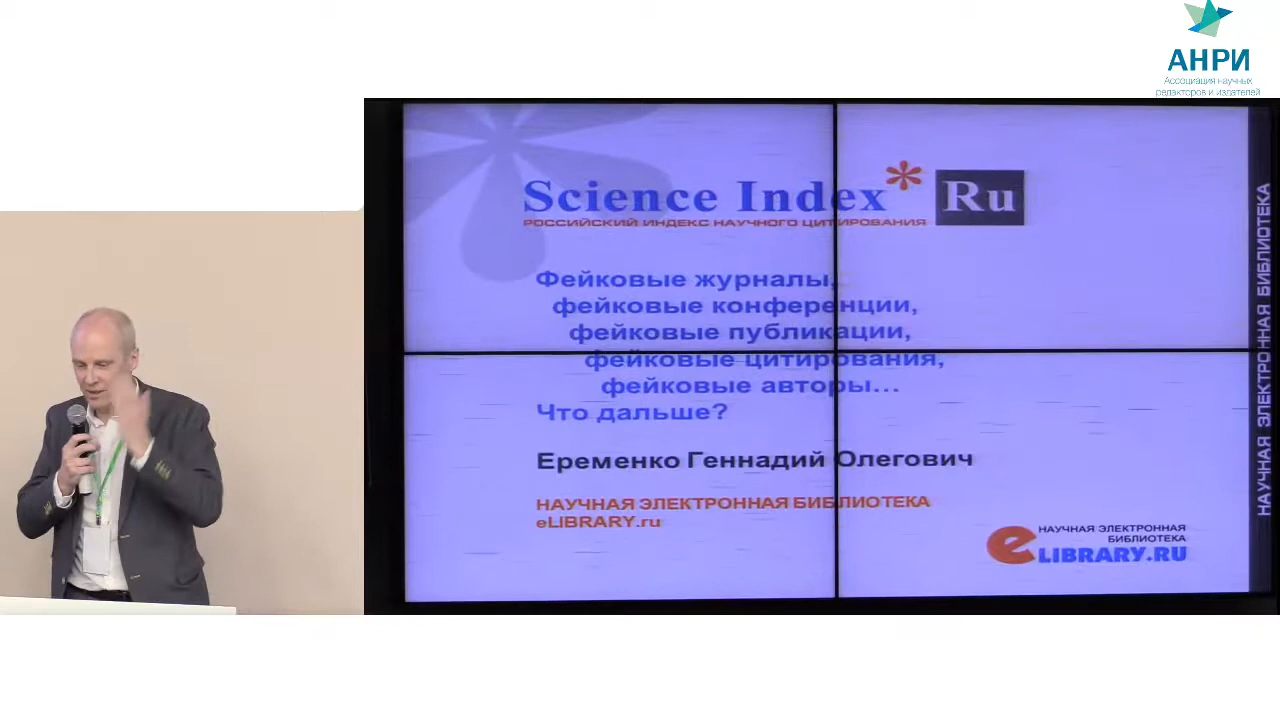 АНРИ
Ассоциация научных
редакторов и издателей
Science Index*
Ru
РОССИЙСКИЙ ИНДЕКС НАУЧНОГО ЦИТИРОВАНИЯ
Фейковые журналы,
фейковые конференции,
фейковые публикации,
фейковые цитирования,
фейковые авторы...
Что дальше?
Еременко Геннадий Олегович
НАУЧНАЯ ЭЛЕКТРОННАЯ БИБЛИОТЕКА
eLIBRARY.ru
НАУЧНАЯ ЭЛЕКТРОННАЯ
БИБЛИОТЕКА
eLIBRARY.RU
НАУЧНАЯ ЭЛЕКТРОННАЯ БИБЛИОТЕКА